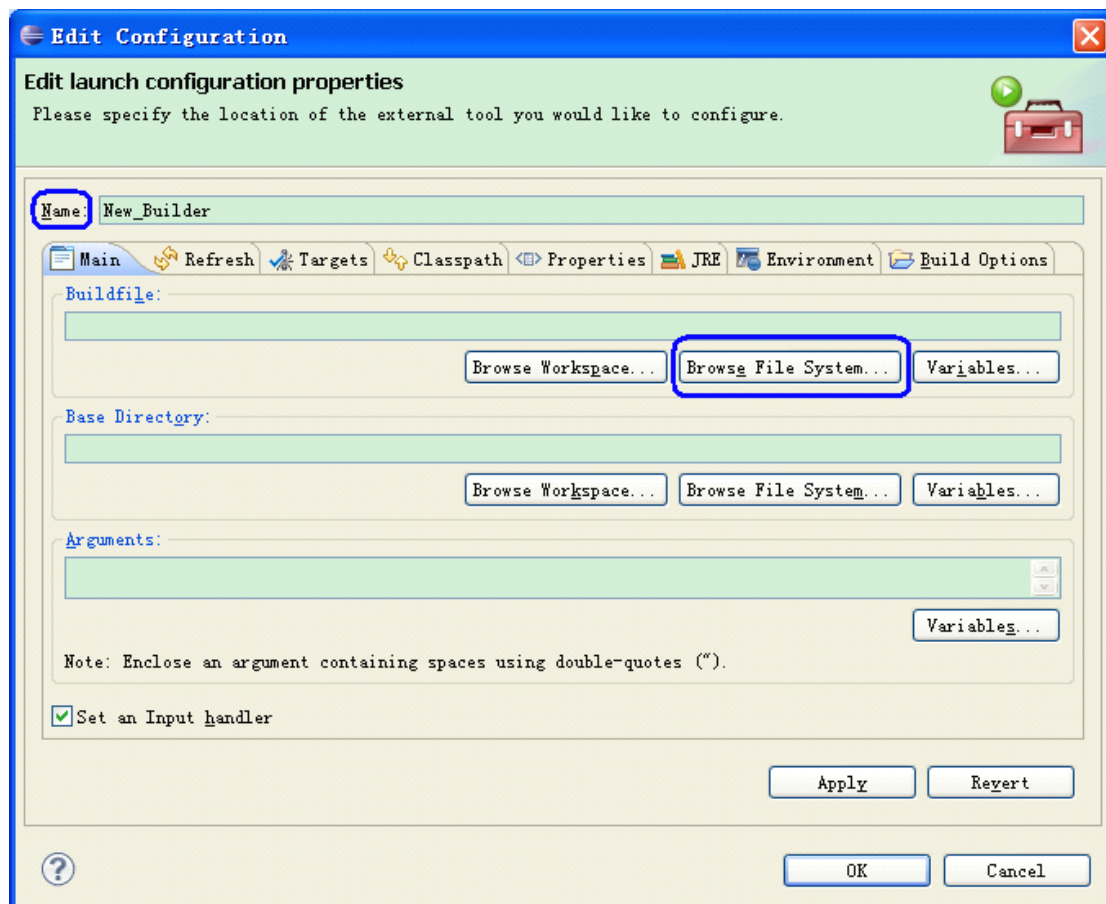 Edit Configuration
Edit launch configuration properties
Please specify the location of the external tool you would like to configure.
Name: New_Builder
Main Refresh Targets Classpath Properties JRE Environment Build Options
Buildfile:
Browse Workspace... Browse File System... Variables...
Base Directory:
Browse Workspace... Browse File System... Variables...
Arguments:
Variables...
Note: Enclose an argument containing spaces using double-quotes (").
Set an Input handler
Apply Revert
?
OK Cancel